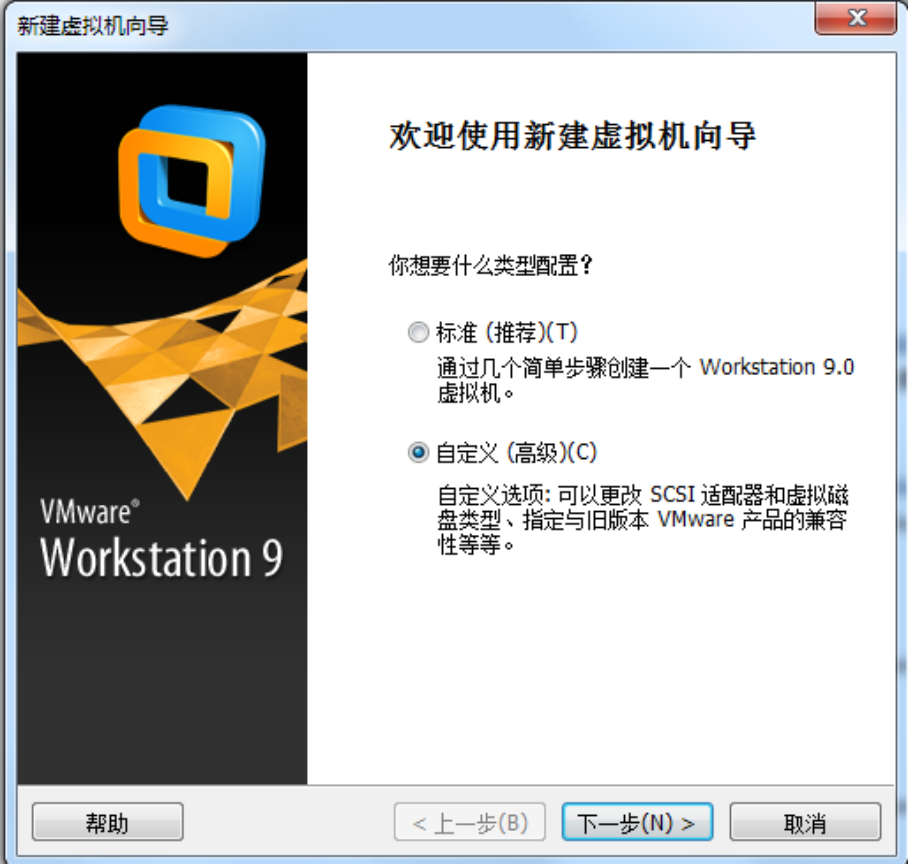 新建虚拟机向导
欢迎使用新建虚拟机向导
你想要什么类型配置?
标准 (推荐)(T)
通过几个简单步骤创建一个 Workstation 9.0
虚拟机。
自定义 (高级)(C)
自定义选项: 可以更改 SCSI 适配器和虚拟磁
盘类型、指定与旧版本 VMware 产品的兼容
性等等。
VMware®
Workstation 9
帮助
< 上一步(B)
下一步(N) >
取消